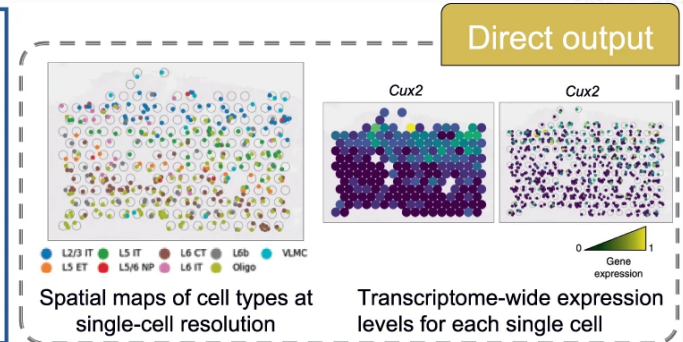 Direct output
Cux2
Cux2
L2/3 IT L5 IT L6 CT L6b VLMC
L5 ET L5/6 NP L6 IT Oligo
0 1
Gene
expression
Spatial maps of cell types at
single-cell resolution
Transcriptome-wide expression
levels for each single cell